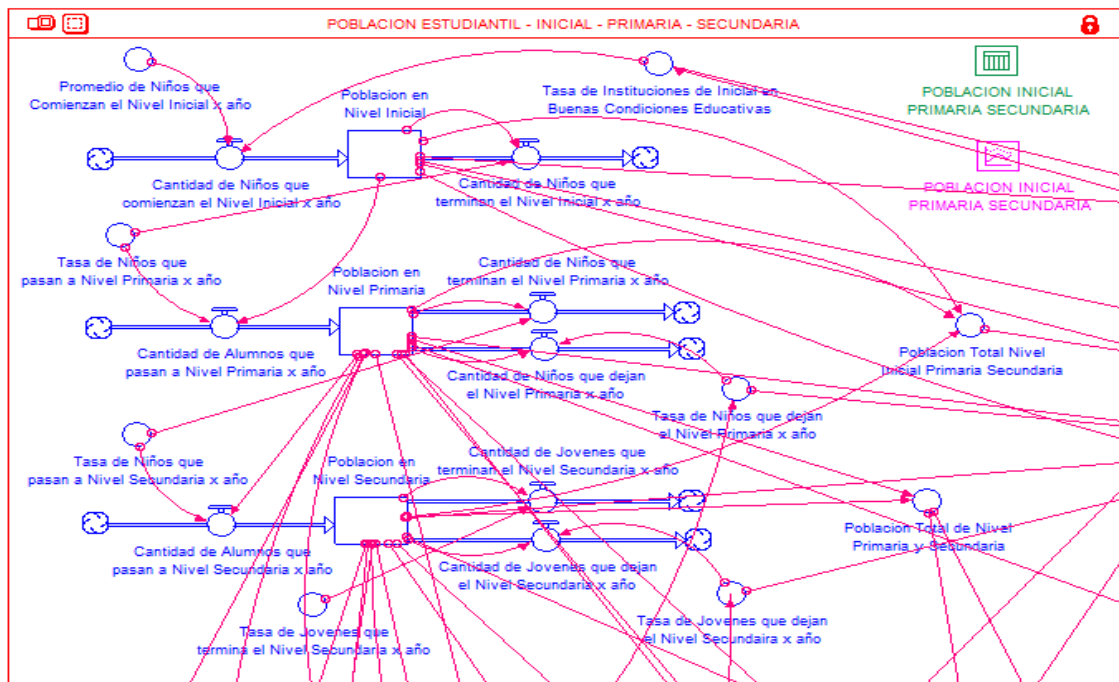 POBLACION ESTUDIANTIL - INICIAL - PRIMARIA - SECUNDARIA
Promedio de Niños que
Comienzan el Nivel Inicial x año
Poblacion en
Nivel Inicial
Tasa de Instituciones de Inicial en
Buenas Condiciones Educativas
POBLACION INICIAL
PRIMARIA SECUNDARIA
Cantidad de Niños que
comienzan el Nivel Inicial x año
Cantidad de Niños que
terminan el Nivel Inicial x año
POBLACION INICIAL
PRIMARIA SECUNDARIA
Tasa de Niños que
pasan a Nivel Primaria x año
Poblacion en
Nivel Primaria
Cantidad de Niños que
terminan el Nivel Primaria x año
Cantidad de Alumnos que
pasan a Nivel Primaria x año
Cantidad de Niños que dejan
el Nivel Primaria x año
Poblacion Total Nivel
Inicial Primaria Secundaria
Tasa de Niños que dejan
el Nivel Primaria x año
Tasa de Niños que
pasan a Nivel Secundaria x año
Poblacion en
Nivel Secundaria
Cantidad de Jovenes que
terminan el Nivel Secundaria x año
Cantidad de Alumnos que
pasan a Nivel Secundaria x año
Cantidad de Jovenes que dejan
el Nivel Secundaria x año
Poblacion Total de Nivel
Primaria y Secundaria
Tasa de Jovenes que
termina el Nivel Secundaria x año
Tasa de Jovenes que dejan
el Nivel Secundaira x año